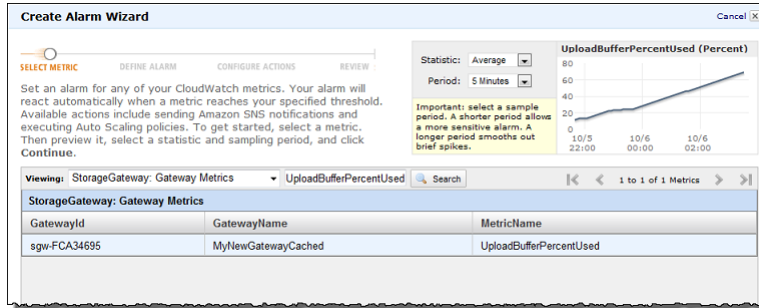 Create Alarm Wizard
Cancel X
SELECT METRIC DEFINE ALARM CONFIGURE ACTIONS REVIEW
Set an alarm for any of your CloudWatch metrics. Your alarm will
react automatically when a metric reaches your specified threshold.
Available actions include sending Amazon SNS notifications and
executing Auto Scaling policies. To get started, select a metric.
Then preview it, select a statistic and sampling period, and click
Continue.
Statistic: Average
Period: 5 Minutes
Important: select a sample
period. A shorter period allows
a more sensitive alarm. A
longer period smooths out
brief spikes.
UploadBufferPercentUsed (Percent)
80
60
40
20
0
10/5 10/6 10/6
22:00 00:00 02:00
Viewing: StorageGateway: Gateway Metrics UploadBufferPercentUsed Search 1 to 1 of 1 Metrics
StorageGateway: Gateway Metrics
GatewayId GatewayName MetricName
sgw-FCA34695 MyNewGatewayCached UploadBufferPercentUsed